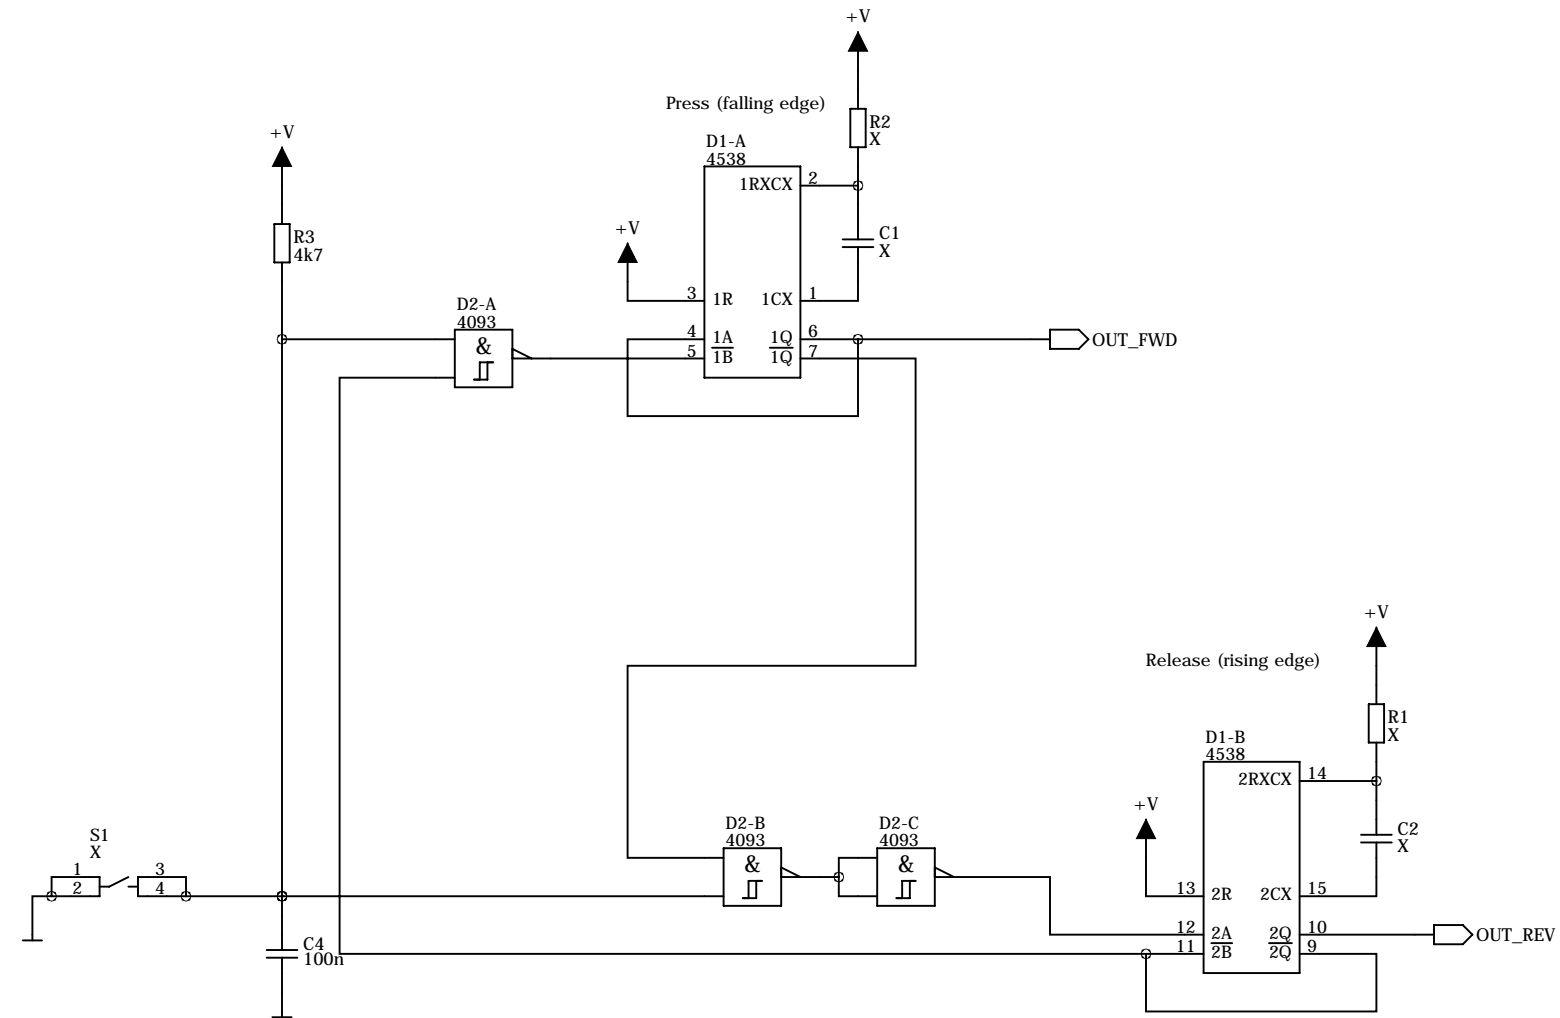 +V
Press (falling edge)
R2
X
D1-A
4538
1RXCX 2
+V
R3
4k7
+V
C1
X
3 1R 1CX 1
D2-A
4093
&
4 1A 1Q 6
5 1B 1Q 7
OUT_FWD
+V
Release (rising edge)
R1
X
D1-B
4538
2RXCX 14
+V
C2
X
D2-B
4093
&
D2-C
4093
&
S1
X
1 3
2 4
13 2R 2CX 15
12 2A 2Q 10
11 2B 2Q 9
OUT_REV
C4
100n